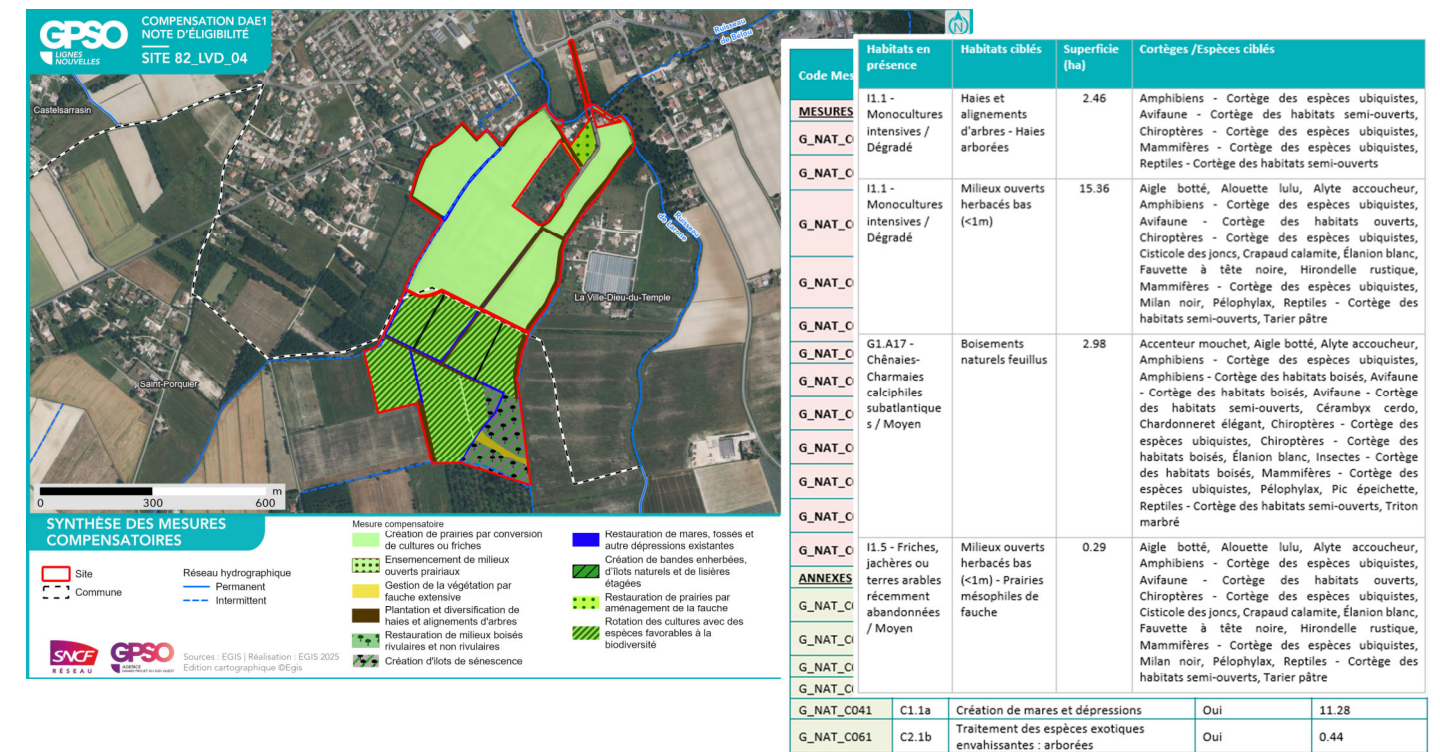 GPSO
LIGNES
NOUVELLES
COMPENSATION DAE1
NOTE D'ÉLIGIBILITÉ
SITE 82_LVD_04
N
Castelsarrasin
Ruisseau
de Bélou
Ruisseau
de Larone
La Ville-Dieu-du-Temple
Saint-Porquier
m
0 300 600
SYNTHÈSE DES MESURES
COMPENSATOIRES
Site
Commune
Réseau hydrographique
Permanent
Intermittent
SNCF
RÉSEAU
GPSO
Sources : EGIS | Réalisation : EGIS 2025
Edition cartographique ©Egis
Mesure compensatoire
Création de prairies par conversion
de cultures ou friches
Ensemencement de milieux
ouverts prairiaux
Gestion de la végétation par
fauche extensive
Plantation et diversification de
haies et alignements d'arbres
Restauration de milieux boisés
rivulaires et non rivulaires
Création d'ilots de sénescence
Restauration de mares, fossés et
autre dépressions existantes
Création de bandes enherbées,
d'îlots naturels et de lisières
étagées
Restauration de prairies par
aménagement de la fauche
Rotation des cultures avec des
espèces favorables à la
biodiversité
Code Mes
MESURES
G_NAT_C
G_NAT_C
G_NAT_C
G_NAT_C
G_NAT_C
G_NAT_C
G_NAT_C
G_NAT_C
G_NAT_C
G_NAT_C
G_NAT_C
G_NAT_C
ANNEXES
G_NAT_C
G_NAT_C
G_NAT_C
G_NAT_C
Habitats en
présence
Habitats ciblés
Superficie
(ha)
Cortèges /Espèces ciblés
I1.1 -
Monocultures
intensives /
Dégradé
Haies et
alignements
d'arbres - Haies
arborées
2.46
Amphibiens - Cortège des espèces ubiquistes,
Avifaune - Cortège des habitats semi-ouverts,
Chiroptères - Cortège des espèces ubiquistes,
Mammifères - Cortège des espèces ubiquistes,
Reptiles - Cortège des habitats semi-ouverts
I1.1 -
Monocultures
intensives /
Dégradé
Milieux ouverts
herbacés bas
(<1m)
15.36
Aigle botté, Alouette lulu, Alyte accoucheur,
Amphibiens - Cortège des espèces ubiquistes,
Avifaune - Cortège des habitats ouverts,
Chiroptères - Cortège des espèces ubiquistes,
Cisticole des joncs, Crapaud calamite, Élanion blanc,
Fauvette à tête noire, Hirondelle rustique,
Mammifères - Cortège des espèces ubiquistes,
Milan noir, Pélophylax, Reptiles - Cortège des
habitats semi-ouverts, Tarier pâtre
G1.A17 -
Chênaies-
Charmaies
calciphiles
subatlantique
s / Moyen
Boisements
naturels feuillus
2.98
Accenteur mouchet, Aigle botté, Alyte accoucheur,
Amphibiens - Cortège des espèces ubiquistes,
Amphibiens - Cortège des habitats boisés, Avifaune
- Cortège des habitats boisés, Avifaune - Cortège
des habitats semi-ouverts, Cérambyx cerdo,
Chardonneret élégant, Chiroptères - Cortège des
espèces ubiquistes, Chiroptères - Cortège des
habitats boisés, Élanion blanc, Insectes - Cortège
des habitats boisés, Mammifères - Cortège des
espèces ubiquistes, Pélophylax, Pic épeichette,
Reptiles - Cortège des habitats semi-ouverts, Triton
marbré
I1.5 - Friches,
jachères ou
terres arables
récemment
abandonnées
/ Moyen
Milieux ouverts
herbacés bas
(<1m) - Prairies
mésophiles de
fauche
0.29
Aigle botté, Alouette lulu, Alyte accoucheur,
Amphibiens - Cortège des espèces ubiquistes,
Avifaune - Cortège des habitats ouverts,
Chiroptères - Cortège des espèces ubiquistes,
Cisticole des joncs, Crapaud calamite, Élanion blanc,
Fauvette à tête noire, Hirondelle rustique,
Mammifères - Cortège des espèces ubiquistes,
Milan noir, Pélophylax, Reptiles - Cortège des
habitats semi-ouverts, Tarier pâtre
G_NAT_C041 C1.1a Création de mares et dépressions Oui 11.28
G_NAT_C061 C2.1b Traitement des espèces exotiques
envahissantes : arborées Oui 0.44